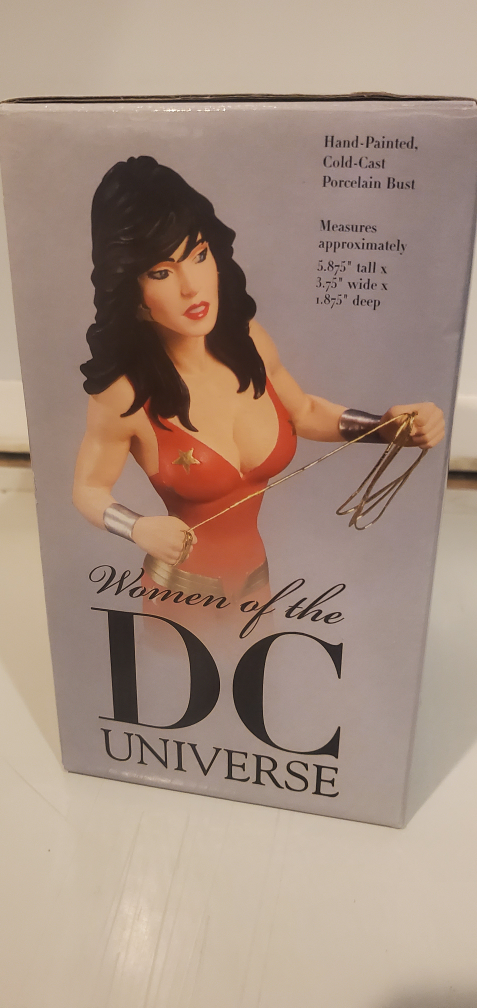 Hand-Painted,
Cold-Cast
Porcelain Bust
Measures
approximately
5.875" tall x
3.75" wide x
1.875" deep
Women of the
DC
UNIVERSE